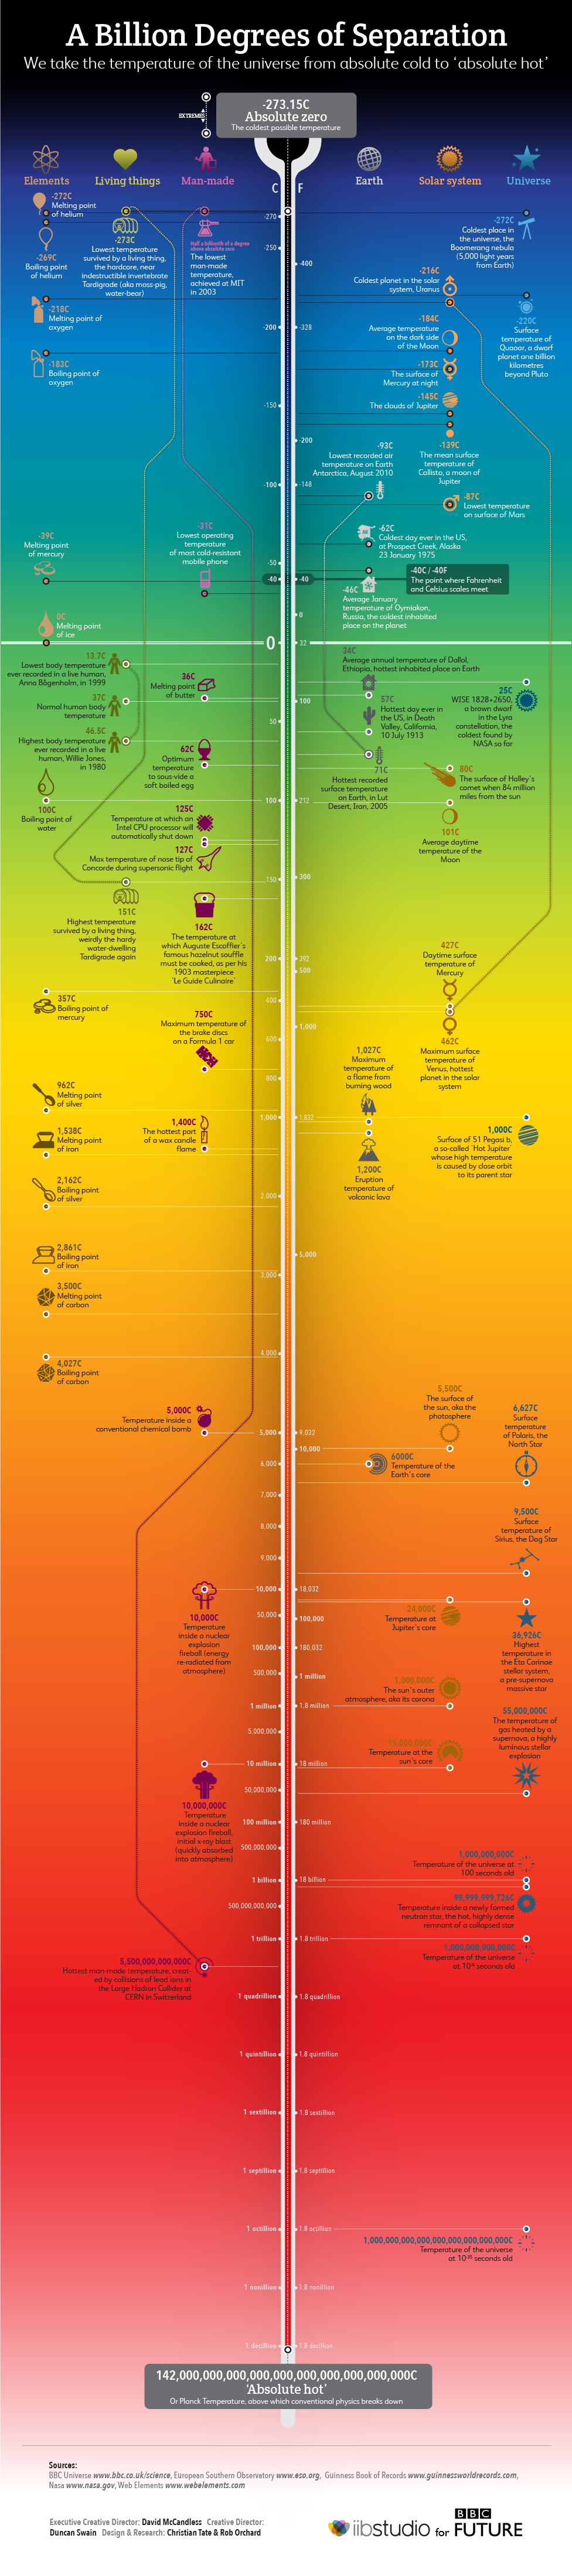 A Billion Degrees of Separation
We take the temperature of the universe from absolute cold to ‘absolute hot’
EXTREMES
-273.15C
Absolute zero
The coldest possible temperature
Elements
Living things
Man-made
C F
Earth
Solar system
Universe
-272C
Melting point
of helium
-269C
Boiling point
of helium
-218C
Melting point of
oxygen
-183C
Boiling point of
oxygen
-39C
Melting point
of mercury
0C
Melting point
of ice
-273C
Lowest temperature
survived by a living thing,
the hardcore, near
indestructible invertebrate
Tardigrade (aka moss-pig,
water-bear)
Half a billionth of a degree
above absolute zero
The lowest
man-made
temperature,
achieved at MIT
in 2003
-31C
Lowest operating
temperature
of most cold-resistant
mobile phone
-270
-250
-400
-200
-328
-150
-200
-100
-148
-50
-40
-40
0
0
32
-272C
Coldest place in
the universe, the
Boomerang nebula
(5,000 light years
from Earth)
-216C
Coldest planet in the solar
system, Uranus
-220C
Surface
temperature of
Quaoar, a dwarf
planet one billion
kilometres
beyond Pluto
-184C
Average temperature
on the dark side
of the Moon
-173C
The surface of
Mercury at night
-145C
The clouds of Jupiter
-139C
The mean surface
temperature of
Callisto, a moon of
Jupiter
-93C
Lowest recorded air
temperature on Earth
Antarctica, August 2010
-87C
Lowest temperature
on surface of Mars
-62C
Coldest day ever in the US,
at Prospect Creek, Alaska
23 January 1975
-40C / -40F
The point where Fahrenheit
and Celsius scales meet
-46C
Average January
temperature of Oymiakon,
Russia, the coldest inhabited
place on the planet
13.7C
Lowest body temperature
ever recorded in a live human,
Anna Bågenholm, in 1999
37C
Normal human body
temperature
46.5C
Highest body temperature
ever recorded in a live
human, Willie Jones,
in 1980
100C
Boiling point of
water
151C
Highest temperature
survived by a living thing,
weirdly the hardy
water-dwelling
Tardigrade again
36C
Melting point
of butter
62C
Optimum
temperature
to sous-vide a
soft boiled egg
125C
Temperature at which an
Intel CPU processor will
automatically shut down
127C
Max temperature of nose tip of
Concorde during supersonic flight
162C
The temperature at
which Auguste Escoffier's
famous hazelnut souffle
must be cooked, as per his
1903 masterpiece
'Le Guide Culinaire'
34C
Average annual temperature of Dallol,
Ethiopia, hottest inhabited place on Earth
57C
Hottest day ever in
the US, in Death
Valley, California,
10 July 1913
71C
Hottest recorded
surface temperature
on Earth, in Lut
Desert, Iran, 2005
25C
WISE 1828+2650,
a brown dwarf
in the Lyra
constellation, the
coldest found by
NASA so far
80C
The surface of Halley's
comet when 84 million
miles from the sun
101C
Average daytime
temperature of the
Moon
100
50
100
212
150
300
200
392
500
400
1,000
600
800
1,000
1,832
2,000
5,000
3,000
4,000
5,000
9,032
10,000
6,000
7,000
8,000
9,000
10,000
18,032
357C
Boiling point of
mercury
962C
Melting point
of silver
1,538C
Melting point
of iron
2,162C
Boiling point
of silver
2,861C
Boiling point
of iron
3,500C
Melting point
of carbon
4,027C
Boiling point
of carbon
750C
Maximum temperature of
the brake discs
on a Formula 1 car
1,400C
The hottest part
of a wax candle
flame
427C
Daytime surface
temperature of
Mercury
462C
Maximum surface
temperature of
Venus, hottest
planet in the solar
system
1,027C
Maximum
temperature of
a flame from
burning wood
1,200C
Eruption
temperature of
volcanic lava
1,000C
Surface of 51 Pegasi b,
a so-called 'Hot Jupiter'
whose high temperature
is caused by close orbit
to its parent star
5,000C
Temperature inside a
conventional chemical bomb
5,500C
The surface of
the sun, aka the
photosphere
6000C
Temperature of the
Earth's core
6,627C
Surface
temperature
of Polaris, the
North Star
9,500C
Surface
temperature of
Sirius, the Dog Star
10,000C
Temperature
inside a nuclear
explosion
fireball (energy
re-radiated from
atmosphere)
24,000C
Temperature at
Jupiter's core
36,926C
Highest
temperature in
the Eta Carinae
stellar system,
a pre-supernova
massive star
1,000,000C
The sun's outer
atmosphere, aka its corona
55,000,000C
The temperature of
gas heated by a
supernova, a highly
luminous stellar
explosion
15,000,000C
Temperature at the
sun's core
10,000,000C
Temperature
inside a nuclear
explosion fireball,
initial x-ray blast
(quickly absorbed
into atmosphere)
50,000
100,000
100,000
180,032
500,000
1 million
1 million
1.8 million
5,000,000
10 million
18 million
50,000,000
100 million
180 million
500,000,000
1 billion
18 billion
500,000,000,000
1 trillion
1.8 trillion
1,000,000,000C
Temperature of the universe at
100 seconds old
99,999,999,726C
Temperature inside a newly formed
neutron star, the hot, highly dense
remnant of a collapsed star
1,000,000,000,000C
Temperature of the universe
at 10⁻⁴ seconds old
5,500,000,000,000C
Hottest man-made temperature, creat-
ed by collisions of lead ions in
the Large Hadron Collider at
CERN in Switzerland
1 quadrillion
1.8 quadrillion
1 quintillion
1.8 quintillion
1 sextillion
1.8 sextillion
1 septillion
1.8 septillion
1 octillion
1.8 octillion
1,000,000,000,000,000,000,000,000,000C
Temperature of the universe
at 10⁻³⁵ seconds old
1 nonillion
1.8 nonillion
1 decillion
1.8 decillion
142,000,000,000,000,000,000,000,000,000,000C
‘Absolute hot’
Or Planck Temperature, above which conventional physics breaks down
Sources:
BBC Universe www.bbc.co.uk/science, European Southern Observatory www.eso.org, Guinness Book of Records www.guinnessworldrecords.com,
Nasa www.nasa.gov, Web Elements www.webelements.com
Executive Creative Director: David McCandless Creative Director:
Duncan Swain Design & Research: Christian Tate & Rob Orchard
iibstudio for BBC FUTURE